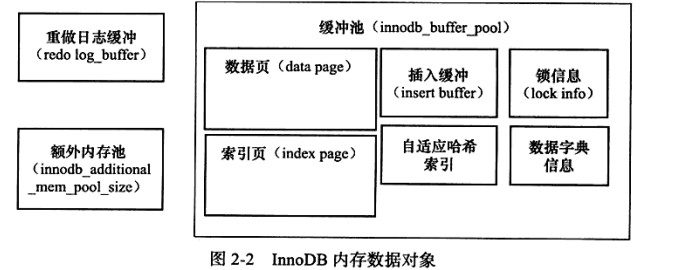 重做日志缓冲
（redo log_buffer）
额外内存池
（innodb_additional
_mem_pool_size）
缓冲池（innodb_buffer_pool）
数据页（data page）
插入缓冲
（insert buffer）
锁信息
（lock info）
索引页（index page）
自适应哈希
索引
数据字典
信息
图 2-2 InnoDB 内存数据对象